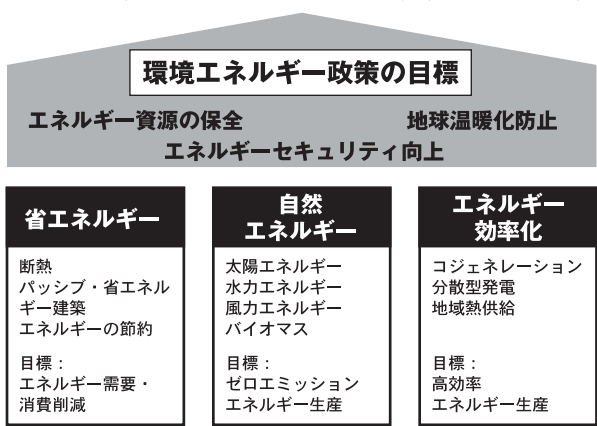 環境エネルギー政策の目標
エネルギー資源の保全
地球温暖化防止
エネルギーセキュリティ向上
省エネルギー
断熱
パッシブ・省エネル
ギー建築
エネルギーの節約
目標：
エネルギー需要・
消費削減
自然
エネルギー
太陽エネルギー
水力エネルギー
風力エネルギー
バイオマス
目標：
ゼロエミッション
エネルギー生産
エネルギー
効率化
コジェネレーション
分散型発電
地域熱供給
目標：
高効率
エネルギー生産